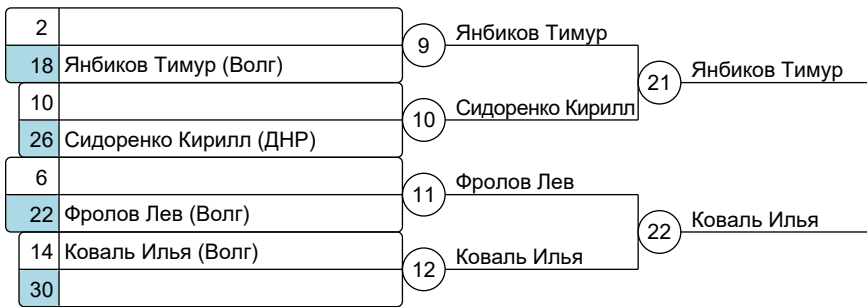 2
18 Янбиков Тимур (Волг)
9 Янбиков Тимур
10
26 Сидоренко Кирилл (ДНР)
10 Сидоренко Кирилл
21 Янбиков Тимур
6
22 Фролов Лев (Волг)
11 Фролов Лев
14 Коваль Илья (Волг)
30
12 Коваль Илья
22 Коваль Илья